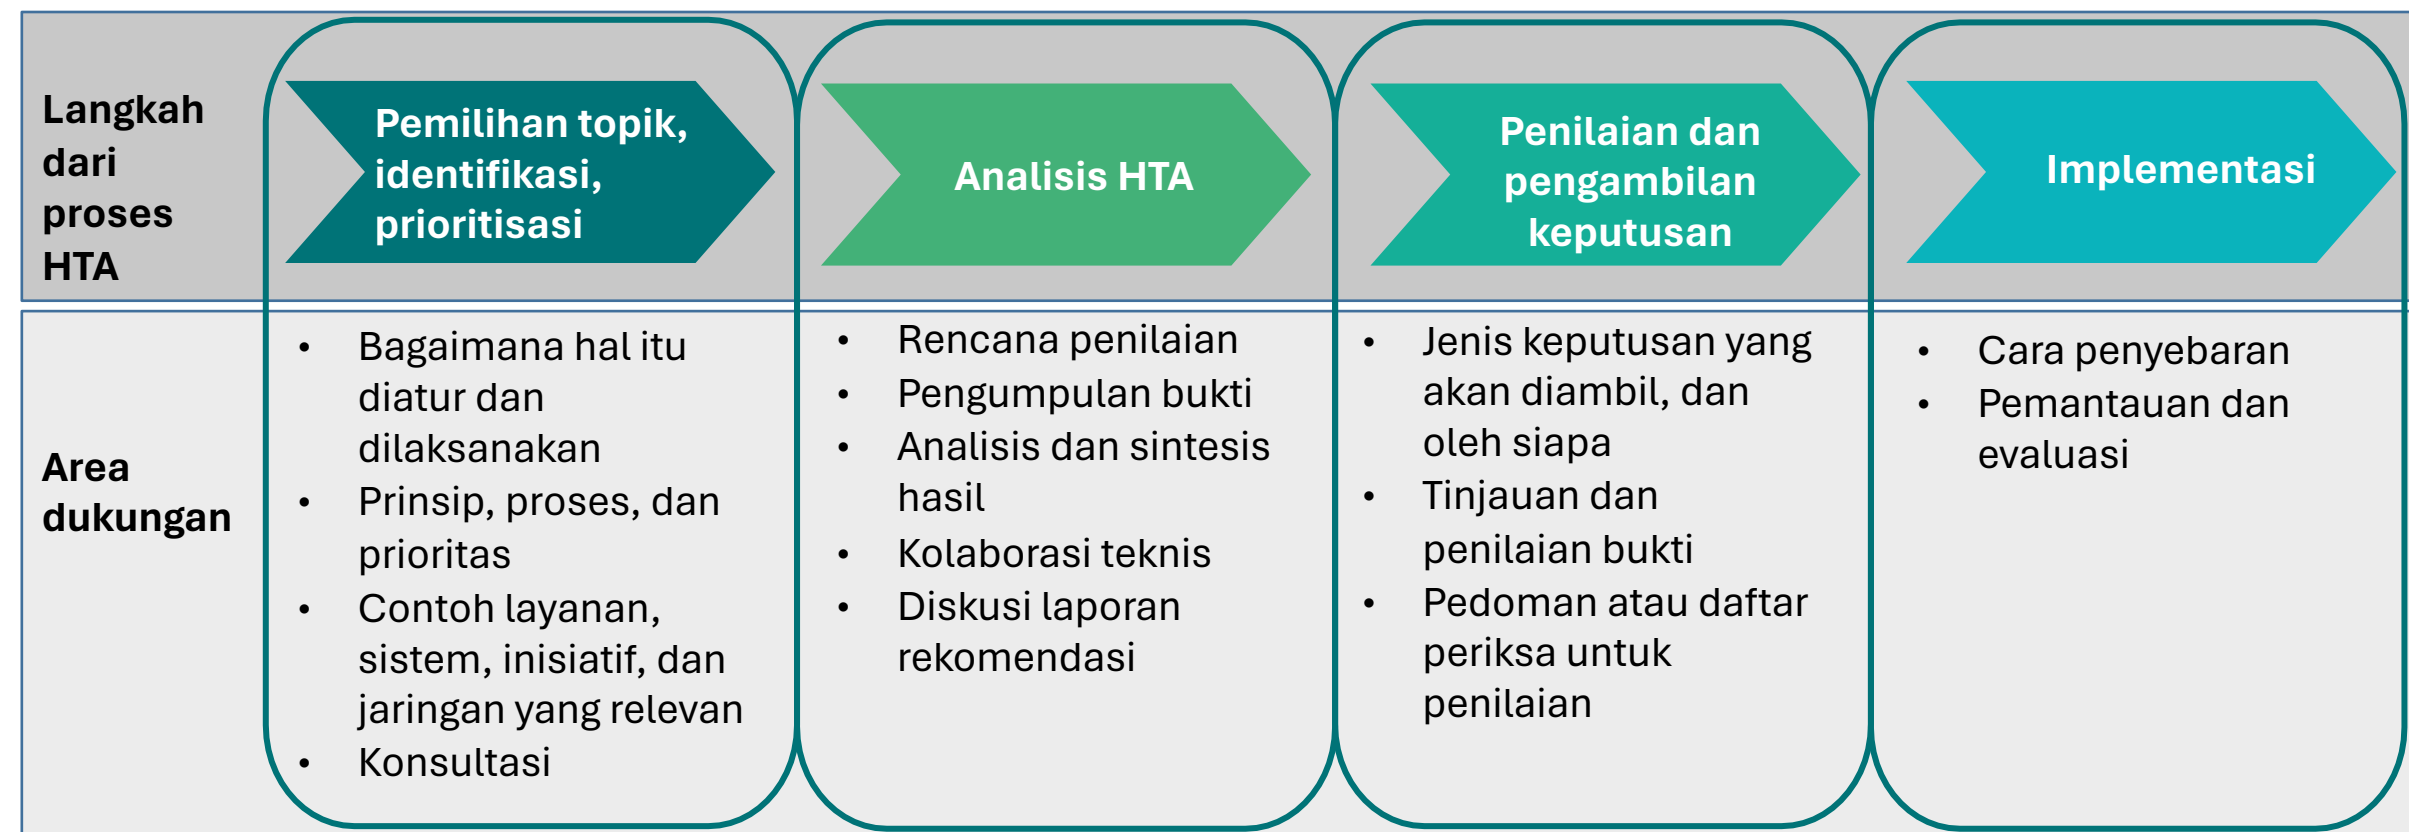 Langkah
dari
proses
HTA
Pemilihan topik,
identifikasi,
prioritisasi
Analisis HTA
Penilaian dan
pengambilan
keputusan
Implementasi
Area
dukungan
• Bagaimana hal itu
diatur dan
dilaksanakan
• Prinsip, proses, dan
prioritas
• Contoh layanan,
sistem, inisiatif, dan
jaringan yang relevan
• Konsultasi
• Rencana penilaian
• Pengumpulan bukti
• Analisis dan sintesis
hasil
• Kolaborasi teknis
• Diskusi laporan
rekomendasi
• Jenis keputusan yang
akan diambil, dan
oleh siapa
• Tinjauan dan
penilaian bukti
• Pedoman atau daftar
periksa untuk
penilaian
• Cara penyebaran
• Pemantauan dan
evaluasi